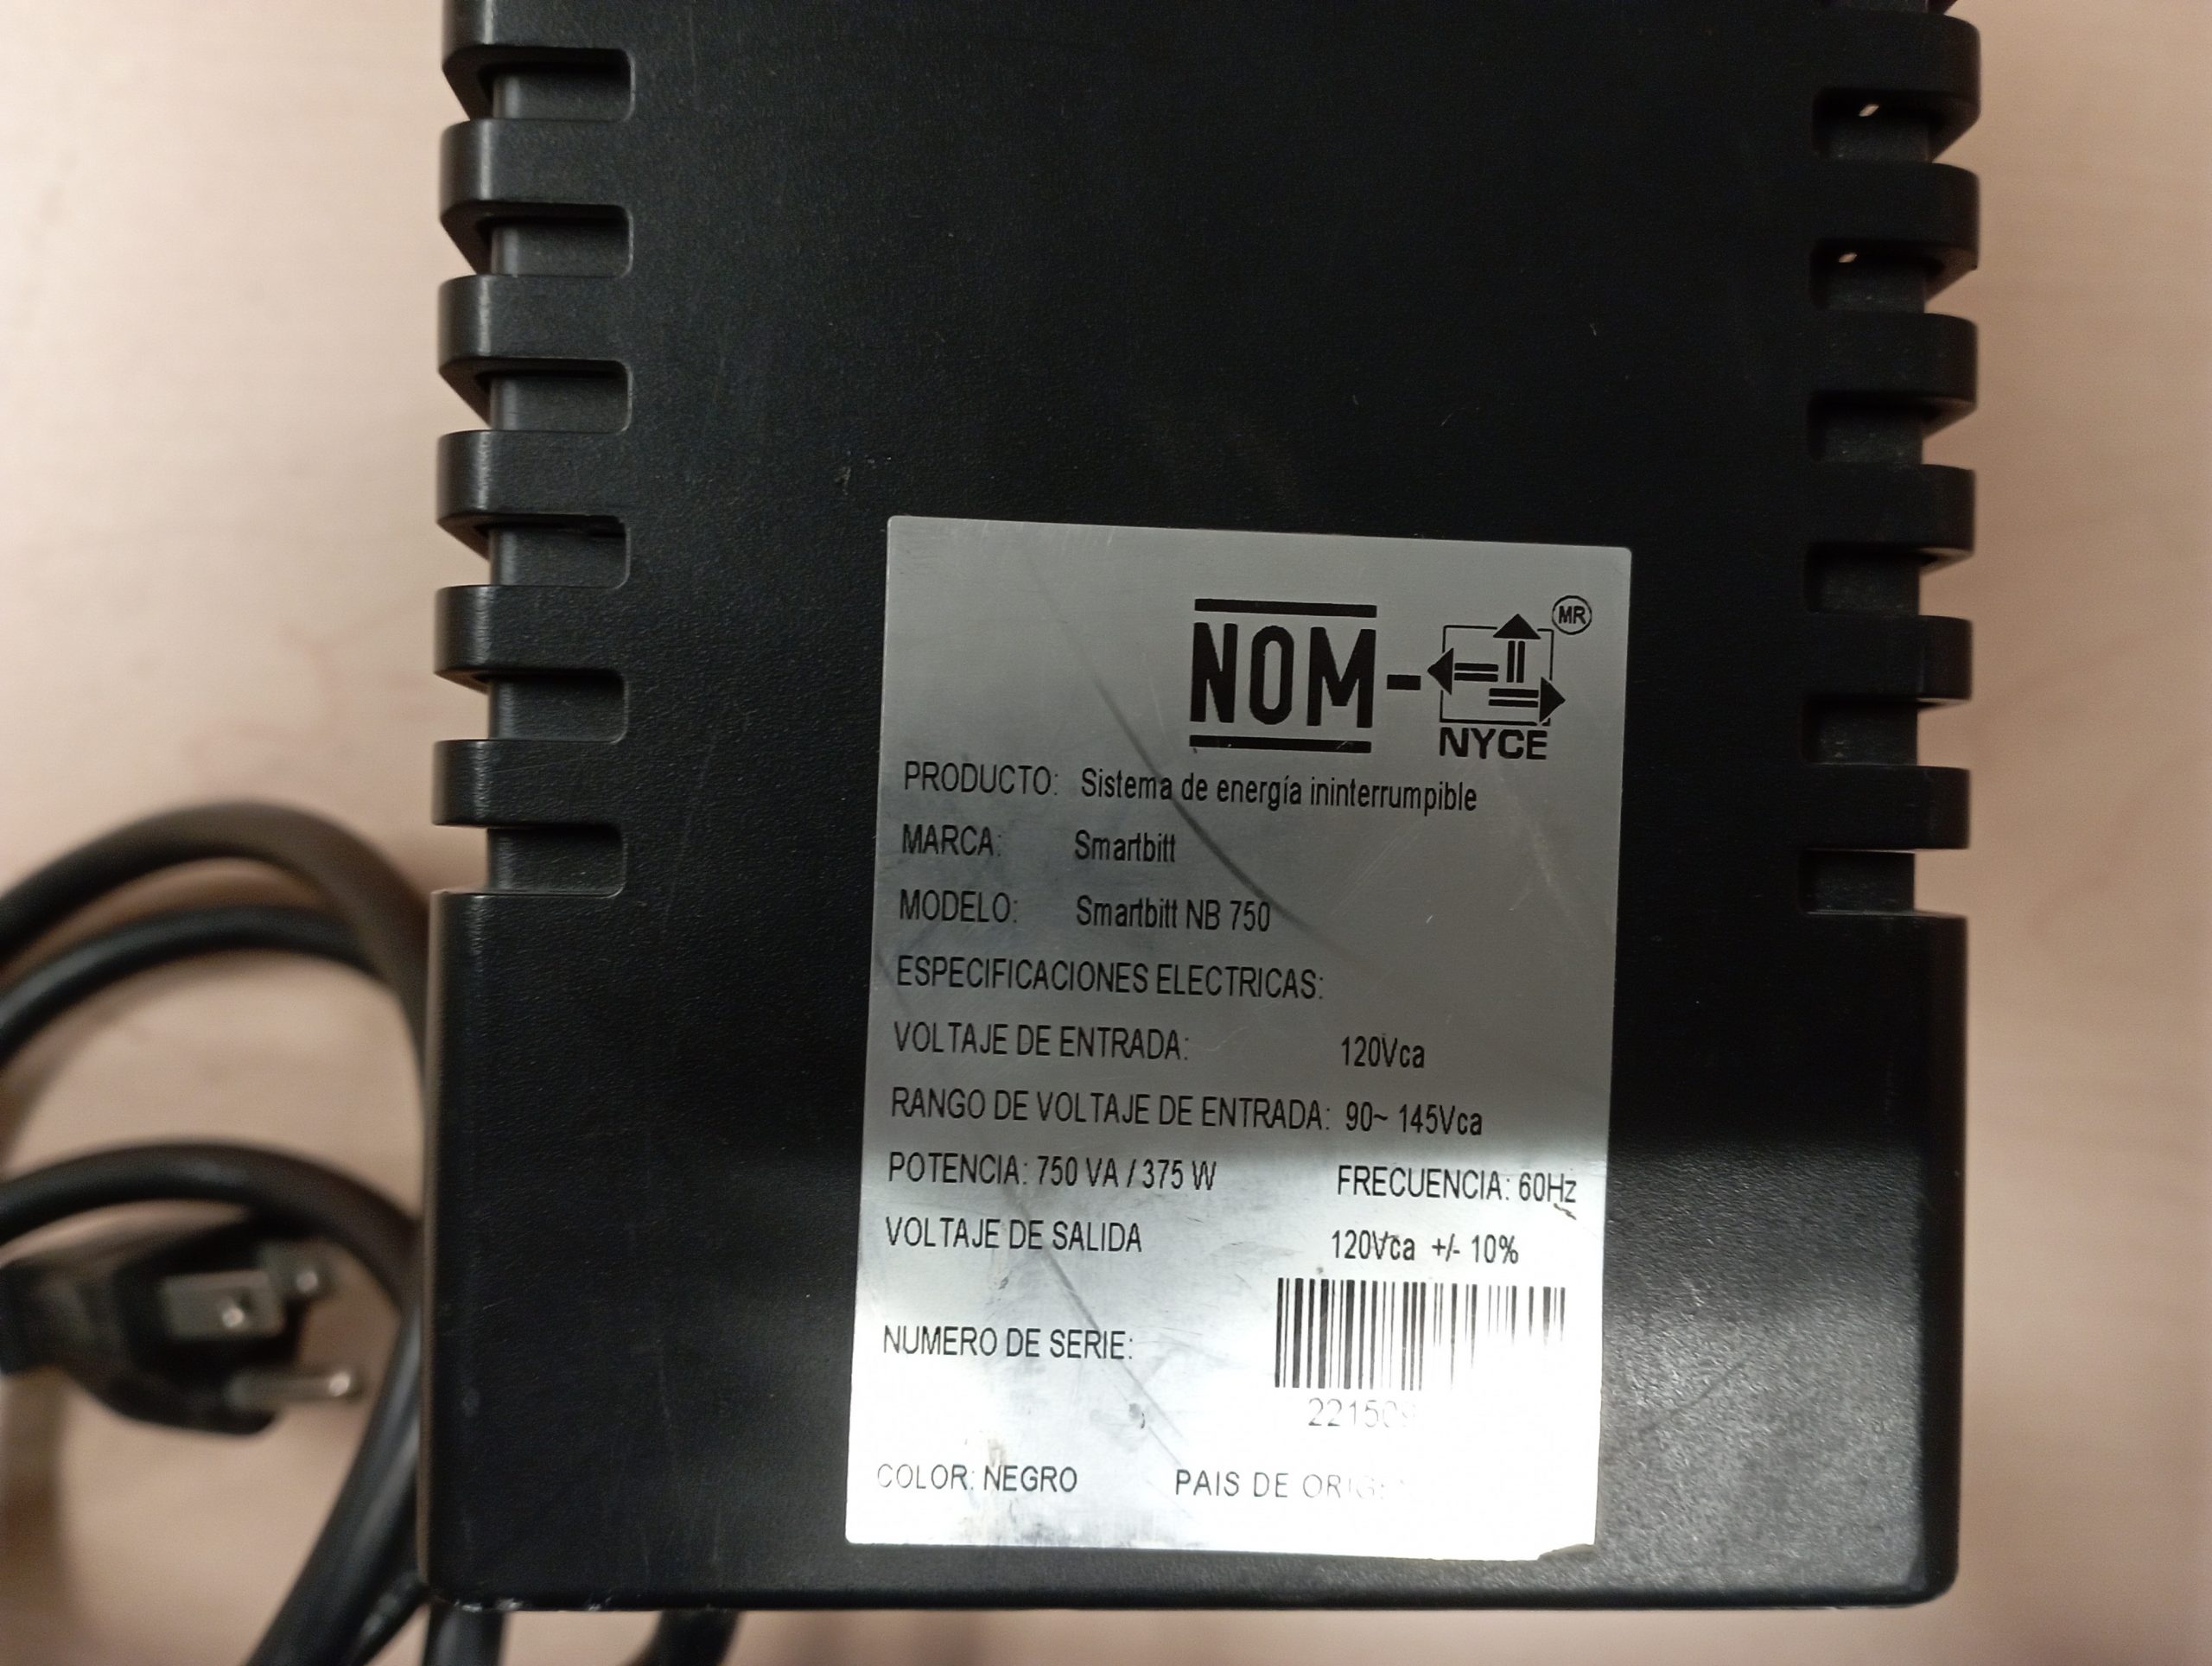 NOM-
MR
NYCE
PRODUCTO: Sistema de energía ininterrumpible
MARCA: Smartbitt
MODELO: Smartbitt NB 750
ESPECIFICACIONES ELECTRICAS:
VOLTAJE DE ENTRADA: 120Vca
RANGO DE VOLTAJE DE ENTRADA: 90~ 145Vca
POTENCIA: 750 VA / 375 W FRECUENCIA: 60Hz
VOLTAJE DE SALIDA 120Vca +/- 10%
NUMERO DE SERIE:
COLOR: NEGRO PAIS DE